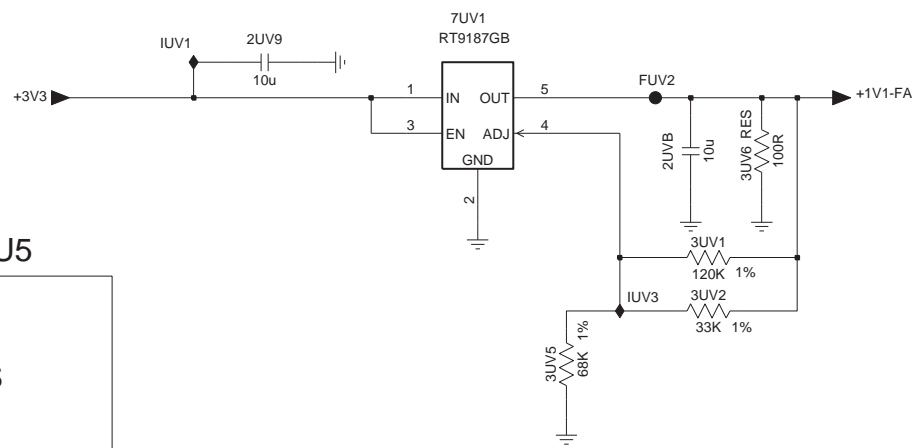 7UV1
RT9187GB
IUV1
2UV9
10u
+3V3
1
IN
OUT
5
FUV2
+1V1-FA
3
EN
ADJ
4
GND
2
2UVB
10u
3UV6 RES
100R
3UV1
120K 1%
IUV3
3UV2
33K 1%
3UV5
68K 1%
U5